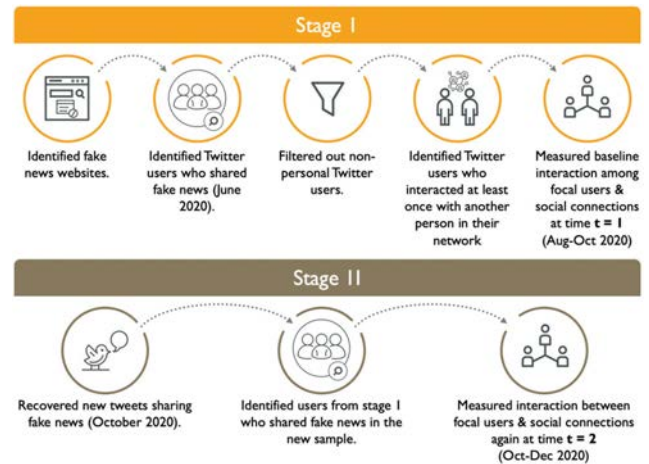 Stage I
Identified fake
news websites.
Identified Twitter
users who shared
fake news (June
2020).
Filtered out non-
personal Twitter
users.
Identified Twitter
users who
interacted at least
once with another
person in their
network
Measured baseline
interaction among
focal users &
social connections
at time t = 1
(Aug-Oct 2020)
Stage II
Recovered new tweets sharing
fake news (October 2020).
Identified users from stage I
who shared fake news in the
new sample.
Measured interaction between
focal users & social connections
again at time t = 2
(Oct-Dec 2020)